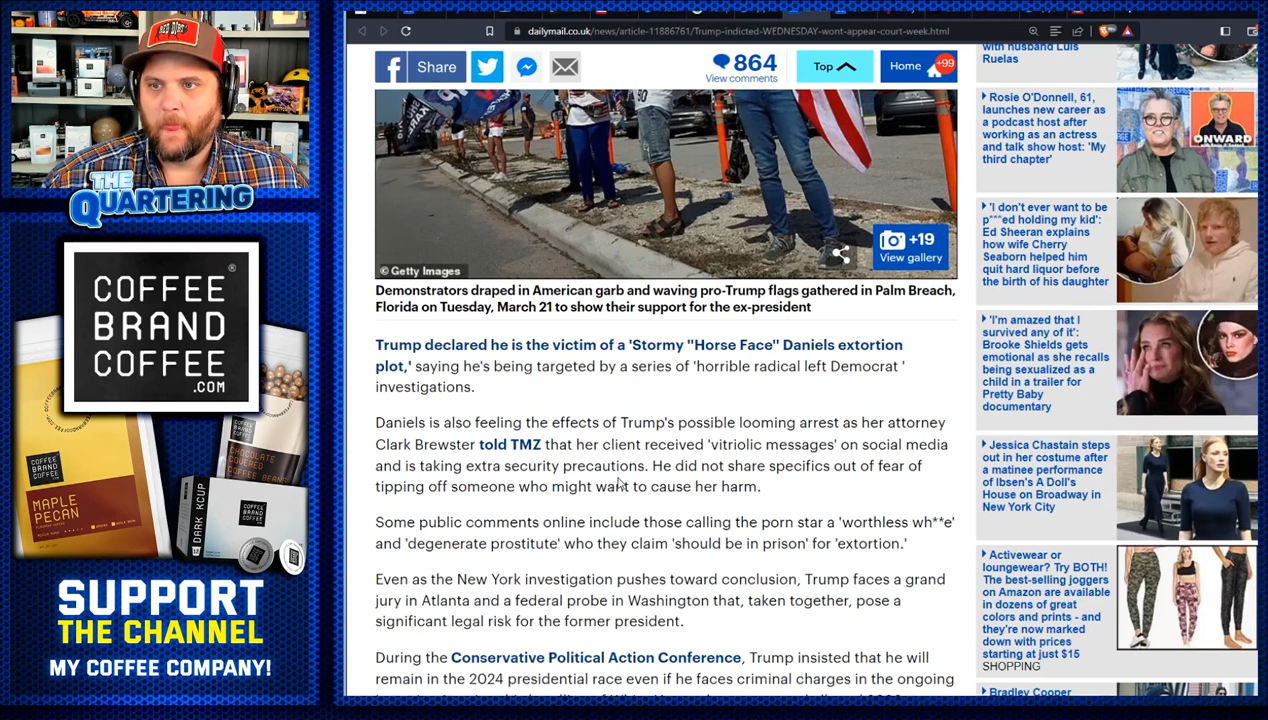 RED DIRT
THE
QUARTERING
COFFEE®
BRAND
COFFEE
.COM
COFFEE
BRAND
COFFEE
MAPLE
PECAN
COFFEE
BRAND
COFFEE
CHOCOLATE
COVERED
COFFEE BEANS
DARK KCUP
COFFEE
BRAND
COFFEE
SUPPORT
THE CHANNEL
MY COFFEE COMPANY!
dailymail.co.uk/news/article-11886761/Trump-indicted-WEDNESDAY-wont-appear-court-week.html
f Share
864
View comments
Top
Home
+99
+19
View gallery
© Getty Images
Demonstrators draped in American garb and waving pro-Trump flags gathered in Palm Breach,
Florida on Tuesday, March 21 to show their support for the ex-president
Trump declared he is the victim of a 'Stormy "Horse Face" Daniels extortion
plot,' saying he's being targeted by a series of 'horrible radical left Democrat '
investigations.
Daniels is also feeling the effects of Trump's possible looming arrest as her attorney
Clark Brewster told TMZ that her client received 'vitriolic messages' on social media
and is taking extra security precautions. He did not share specifics out of fear of
tipping off someone who might want to cause her harm.
Some public comments online include those calling the porn star a 'worthless wh**e'
and 'degenerate prostitute' who they claim 'should be in prison' for 'extortion.'
Even as the New York investigation pushes toward conclusion, Trump faces a grand
jury in Atlanta and a federal probe in Washington that, taken together, pose a
significant legal risk for the former president.
During the Conservative Political Action Conference, Trump insisted that he will
remain in the 2024 presidential race even if he faces criminal charges in the ongoing
with husband Luis
Ruelas
Rosie O'Donnell, 61,
launches new career as
a podcast host after
working as an actress
and talk show host: 'My
third chapter'
ONWARD
'I don't ever want to be
p***ed holding my kid':
Ed Sheeran explains
how wife Cherry
Seaborn helped him
quit hard liquor before
the birth of his daughter
'I'm amazed that I
survived any of it':
Brooke Shields gets
emotional as she recalls
being sexualized as a
child in a trailer for
Pretty Baby
documentary
Jessica Chastain steps
out in her costume after
a matinee performance
of Ibsen's A Doll's
House on Broadway in
New York City
Activewear or
loungewear? Try BOTH!
The best-selling joggers
on Amazon are available
in dozens of great
colors and prints - and
they're now marked
down with prices
starting at just $15
SHOPPING
Bradley Cooper